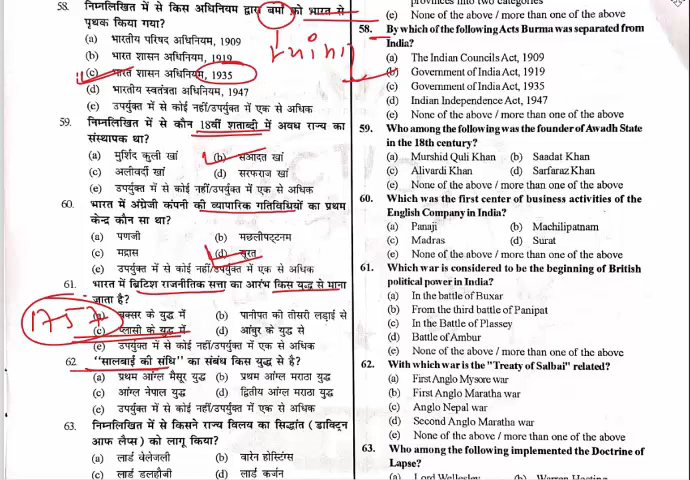 58. निम्नलिखित में से किस अधिनियम द्वारा बर्मा को भारत से
पृथक किया गया?
(a) भारतीय परिषद अधिनियम, 1909
(b) भारत शासन अधिनियम, 1919
(c) भारत शासन अधिनियम, 1935
(d) भारतीय स्वतंत्रता अधिनियम, 1947
(e) उपर्युक्त में से कोई नहीं/उपर्युक्त में एक से अधिक
59. निम्नलिखित में से कौन 18वीं शताब्दी में अवध राज्य का
संस्थापक था?
(a) मुर्शिद कुली खां (b) सआदत खां
(c) अलीवर्दी खां (d) सरफराज खां
(e) उपर्युक्त में से कोई नहीं/उपर्युक्त में एक से अधिक
60. भारत में अंग्रेजी कंपनी की व्यापारिक गतिविधियों का प्रथम
केन्द्र कौन सा था?
(a) पणजी (b) मछलीपट्टनम
(c) मद्रास (d) सूरत
(e) उपर्युक्त में से कोई नहीं/उपर्युक्त में एक से अधिक
61. भारत में ब्रिटिश राजनीतिक सत्ता का आरंभ किस युद्ध से माना
जाता है?
1757
बक्सर के युद्ध में (b) पानीपत की तीसरी लड़ाई से
(c) प्लासी के युद्ध में (d) आंबुर के युद्ध से
(e) उपर्युक्त में से कोई नहीं/उपर्युक्त में एक से अधिक
62. "सालबाई की संधि" का संबंध किस युद्ध से है?
(a) प्रथम आंग्ल मैसूर युद्ध (b) प्रथम आंग्ल मराठा युद्ध
(c) आंग्ल नेपाल युद्ध (d) द्वितीय आंग्ल मराठा युद्ध
(e) उपर्युक्त में से कोई नहीं/उपर्युक्त में एक से अधिक
63. निम्नलिखित में से किसने राज्य विलय का सिद्धांत (डाक्ट्रिन
आफ लैप्स) को लागू किया?
(a) लार्ड वेलेजली (b) वारेन होस्टिंग्स
(c) लार्ड डलहौजी (d) लार्ड कर्जन
provinces into two categories
(e) None of the above / more than one of the above
58. By which of the following Acts Burma was separated from
India?
(a) The Indian Councils Act, 1909
(b) Government of India Act, 1919
(c) Government of India Act, 1935
(d) Indian Independence Act, 1947
(e) None of the above / more than one of the above
59. Who among the following was the founder of Awadh State
in the 18th century?
(a) Murshid Quli Khan (b) Saadat Khan
(c) Alivardi Khan (d) Sarfaraz Khan
(e) None of the above / more than one of the above
60. Which was the first center of business activities of the
English Company in India?
(a) Panaji (b) Machilipatnam
(c) Madras (d) Surat
(e) None of the above / more than one of the above
61. Which war is considered to be the beginning of British
political power in India?
(a) In the battle of Buxar
(b) From the third battle of Panipat
(c) In the Battle of Plassey
(d) Battle of Ambur
(e) None of the above / more than one of the above
62. With which war is the "Treaty of Salbai" related?
(a) First Anglo Mysore war
(b) First Anglo Maratha war
(c) Anglo Nepal war
(d) Second Anglo Maratha war
(e) None of the above / more than one of the above
63. Who among the following implemented the Doctrine of
Lapse?
(a) Lord Wellesley (b) Warren Hasting